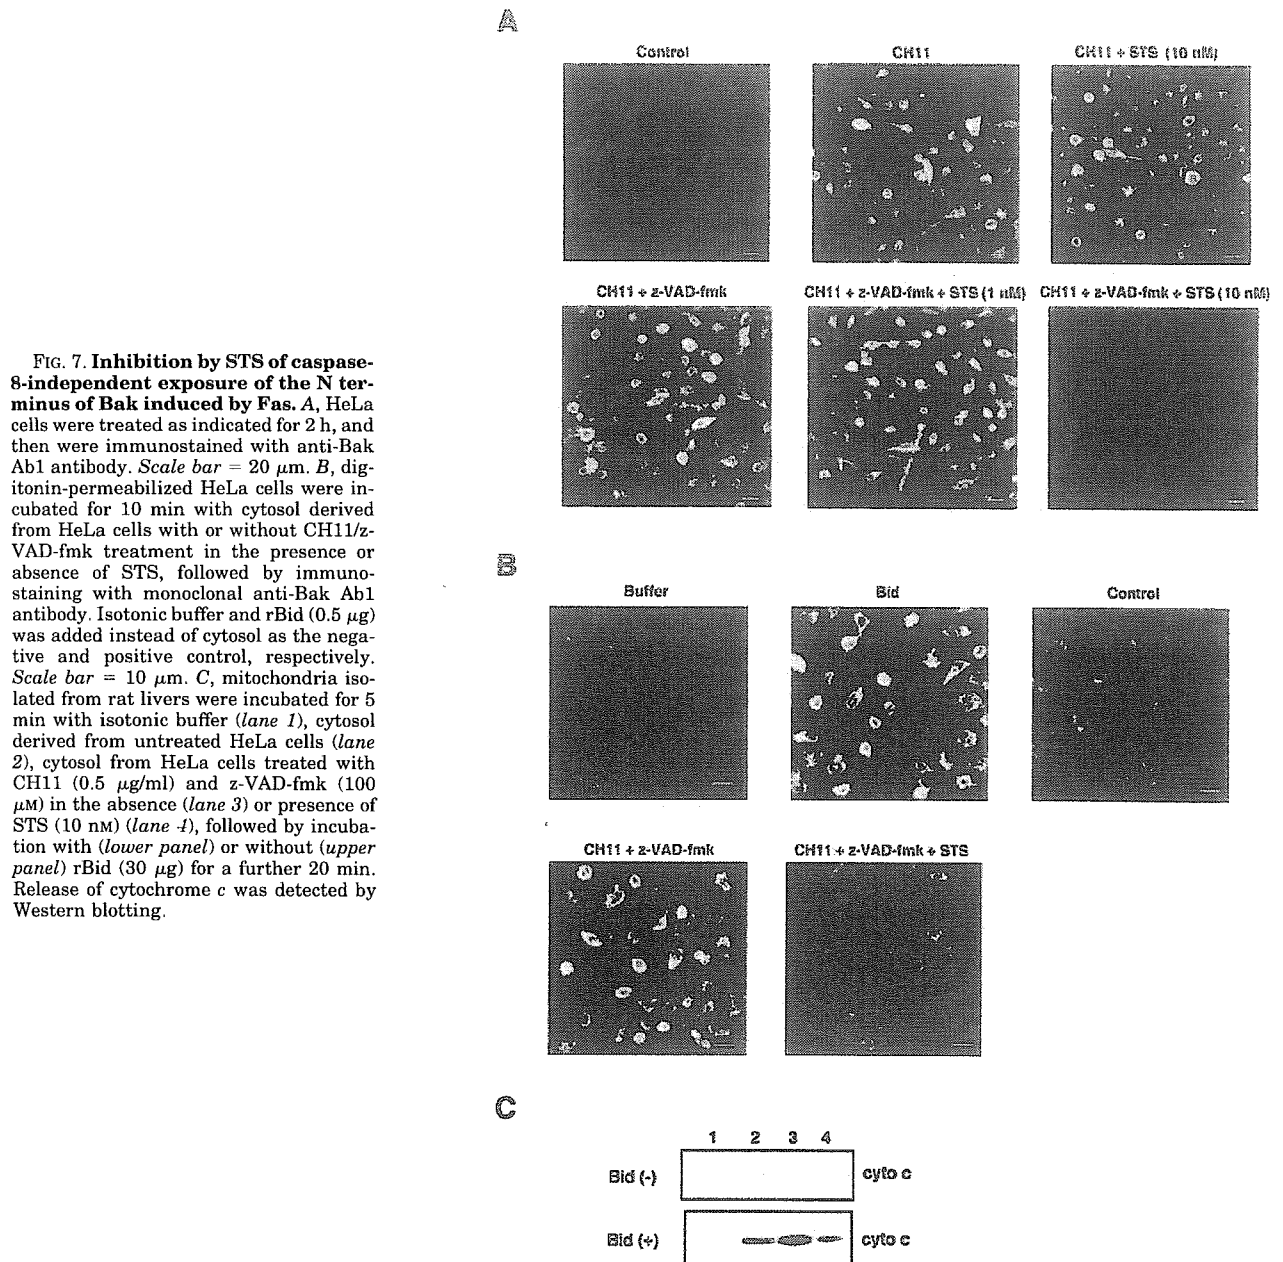 FIG. 7. Inhibition by STS of caspase-
8-independent exposure of the N ter-
minus of Bak induced by Fas. A, HeLa
cells were treated as indicated for 2 h, and
then were immunostained with anti-Bak
Ab1 antibody. Scale bar = 20 μm. B, dig-
itonin-permeabilized HeLa cells were in-
cubated for 10 min with cytosol derived
from HeLa cells with or without CH11/z-
VAD-fmk treatment in the presence or
absence of STS, followed by immuno-
staining with monoclonal anti-Bak Ab1
antibody. Isotonic buffer and rBid (0.5 μg)
was added instead of cytosol as the nega-
tive and positive control, respectively.
Scale bar = 10 μm. C, mitochondria iso-
lated from rat livers were incubated for 5
min with isotonic buffer (lane 1), cytosol
derived from untreated HeLa cells (lane
2), cytosol from HeLa cells treated with
CH11 (0.5 μg/ml) and z-VAD-fmk (100
μM) in the absence (lane 3) or presence of
STS (10 nM) (lane 4), followed by incuba-
tion with (lower panel) or without (upper
panel) rBid (30 μg) for a further 20 min.
Release of cytochrome c was detected by
Western blotting.
A
Control CH11 CH11 + STS (10 nM)
CH11 + z-VAD-fmk CH11 + z-VAD-fmk + STS (1 nM) CH11 + z-VAD-fmk + STS (10 nM)
B
Buffer Bid Control
CH11 + z-VAD-fmk CH11 + z-VAD-fmk + STS
C
1 2 3 4
Bid (-) cyto c
Bid (+) cyto c